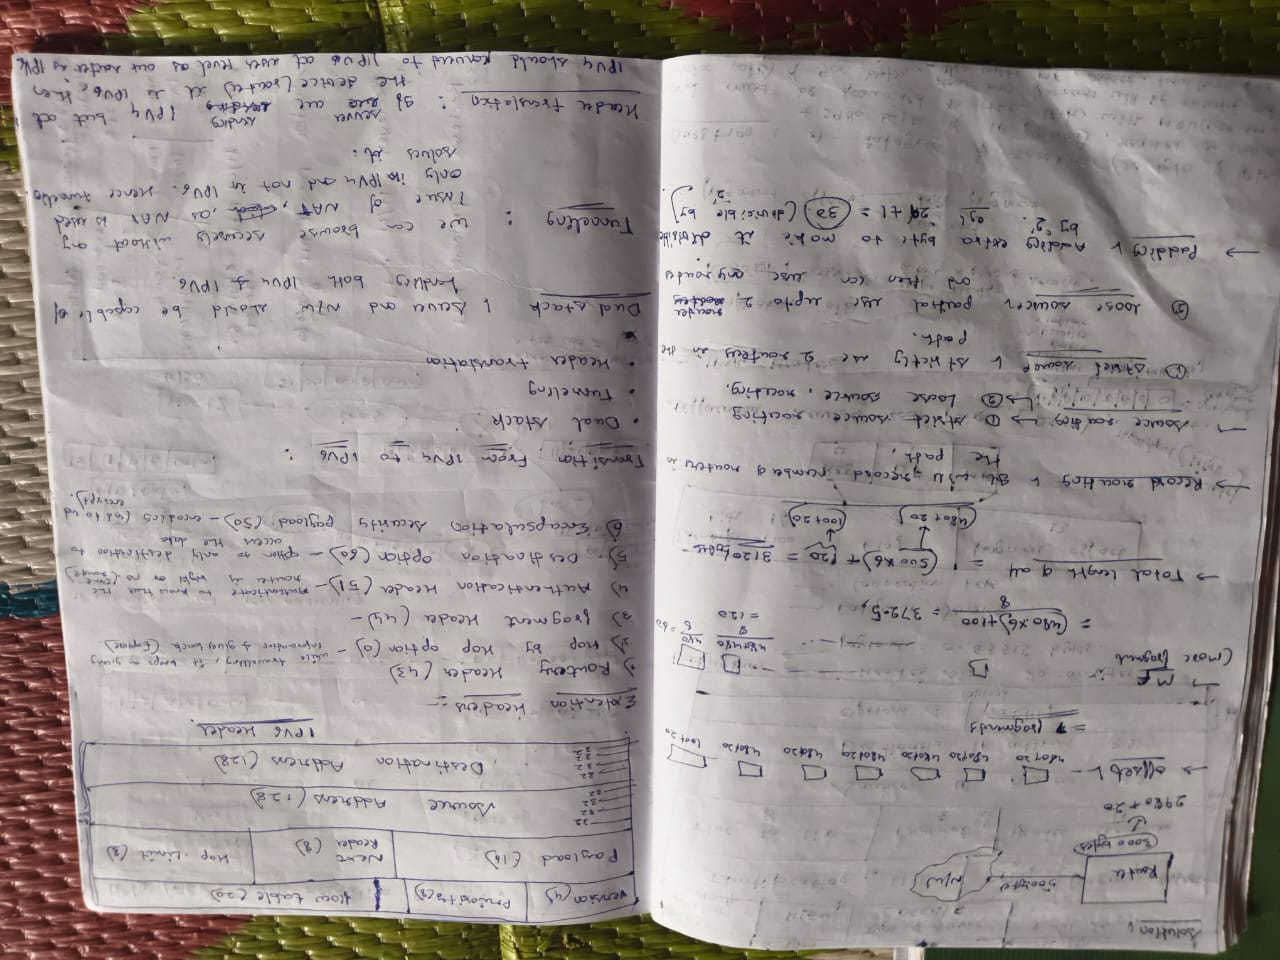 Solution
Router
500byte
N/W
3000 bytes
2980 + 20
→ Offset -
480+20 480+20 480+20 480+20 480+20 480+20 100+20
= 7 fragments
→ MF :-
(More fragment
480+480
8
= 120
480
8 = 60
= (480 x 6) + 100
8
= 372.5,
→ Total length of all = (500 x 6) + 120 = 3120 bytes
(480+20) (100+20)
→ Record routing It will record number of routers in
the path.
→ Source routing → ① Strict source routing
→ ② Loose source routing.
① Strict source strictly use 2 routers in the
path.
② loose source partial use upto 2 router
and then can use any routes
→ Padding Adding extra byte to make it divisible
by '2'.
eg 29 + 1 = 30 (divisible by
2')
Version (4) Priority (8) flow table (20)
Payload (16) Next
Reader (8) Hop Limit (8)
32
32
32
32
Source Address (128)
32
32
32
32
Destination Address (128)
IPV6 Header
Extention Headers :-
1) Routery Header (43)
2) Hop by Hop option (0) - while travelling, it keeps on giving
informative & gives back
3) fragment Header (44) -
4) Authentication Header (51) - Authenticate to know that the
router is right or no (same route)
5) Destination option (60) - option to only destination to
access the data
6) Encapsulation security payload (50) - encoding (end to end
encrypt).
Transition From IPV4 to IPV6 :
• Dual stack
• Tunneling
• Header translation
Dual stack Server and N/W should be capable of
handling both IPV4 & IPV6.
Tunneling : we can browse securely without any
issue of NAT, as NAT is used
only in IPV4 and not in IPV6. Hence tuneling
solves it.
Header translation : If server are sending IPV4 but at
the device (router) it is IPV6, then
IPV4 should convert to IPV6 at user level as our router is IPV6